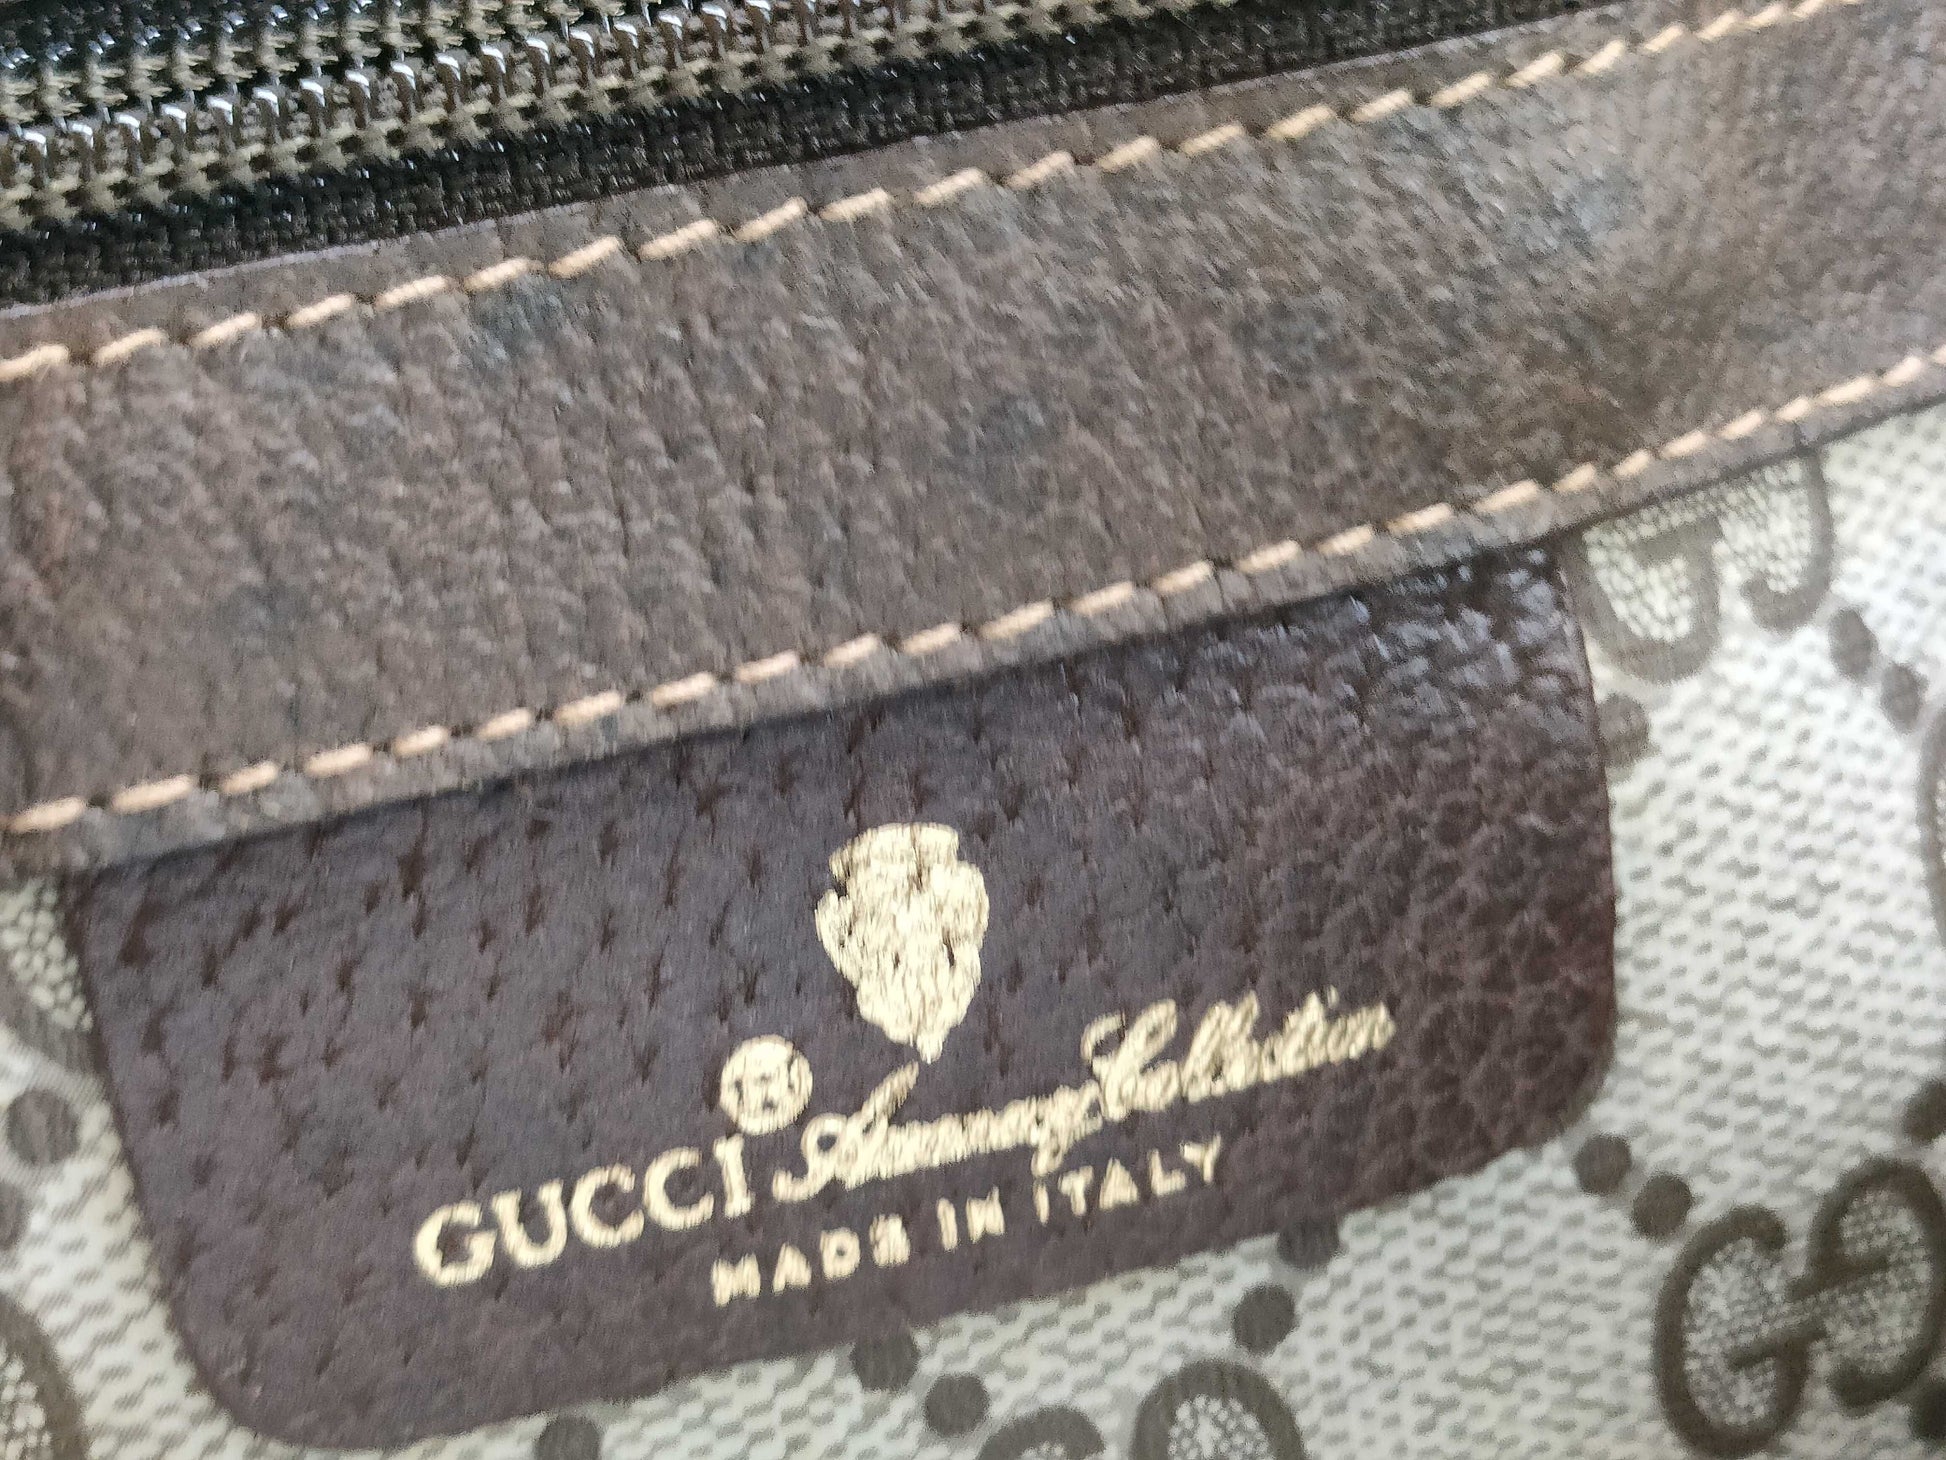 GUCCI ® Accessory Collection
MADE IN ITALY